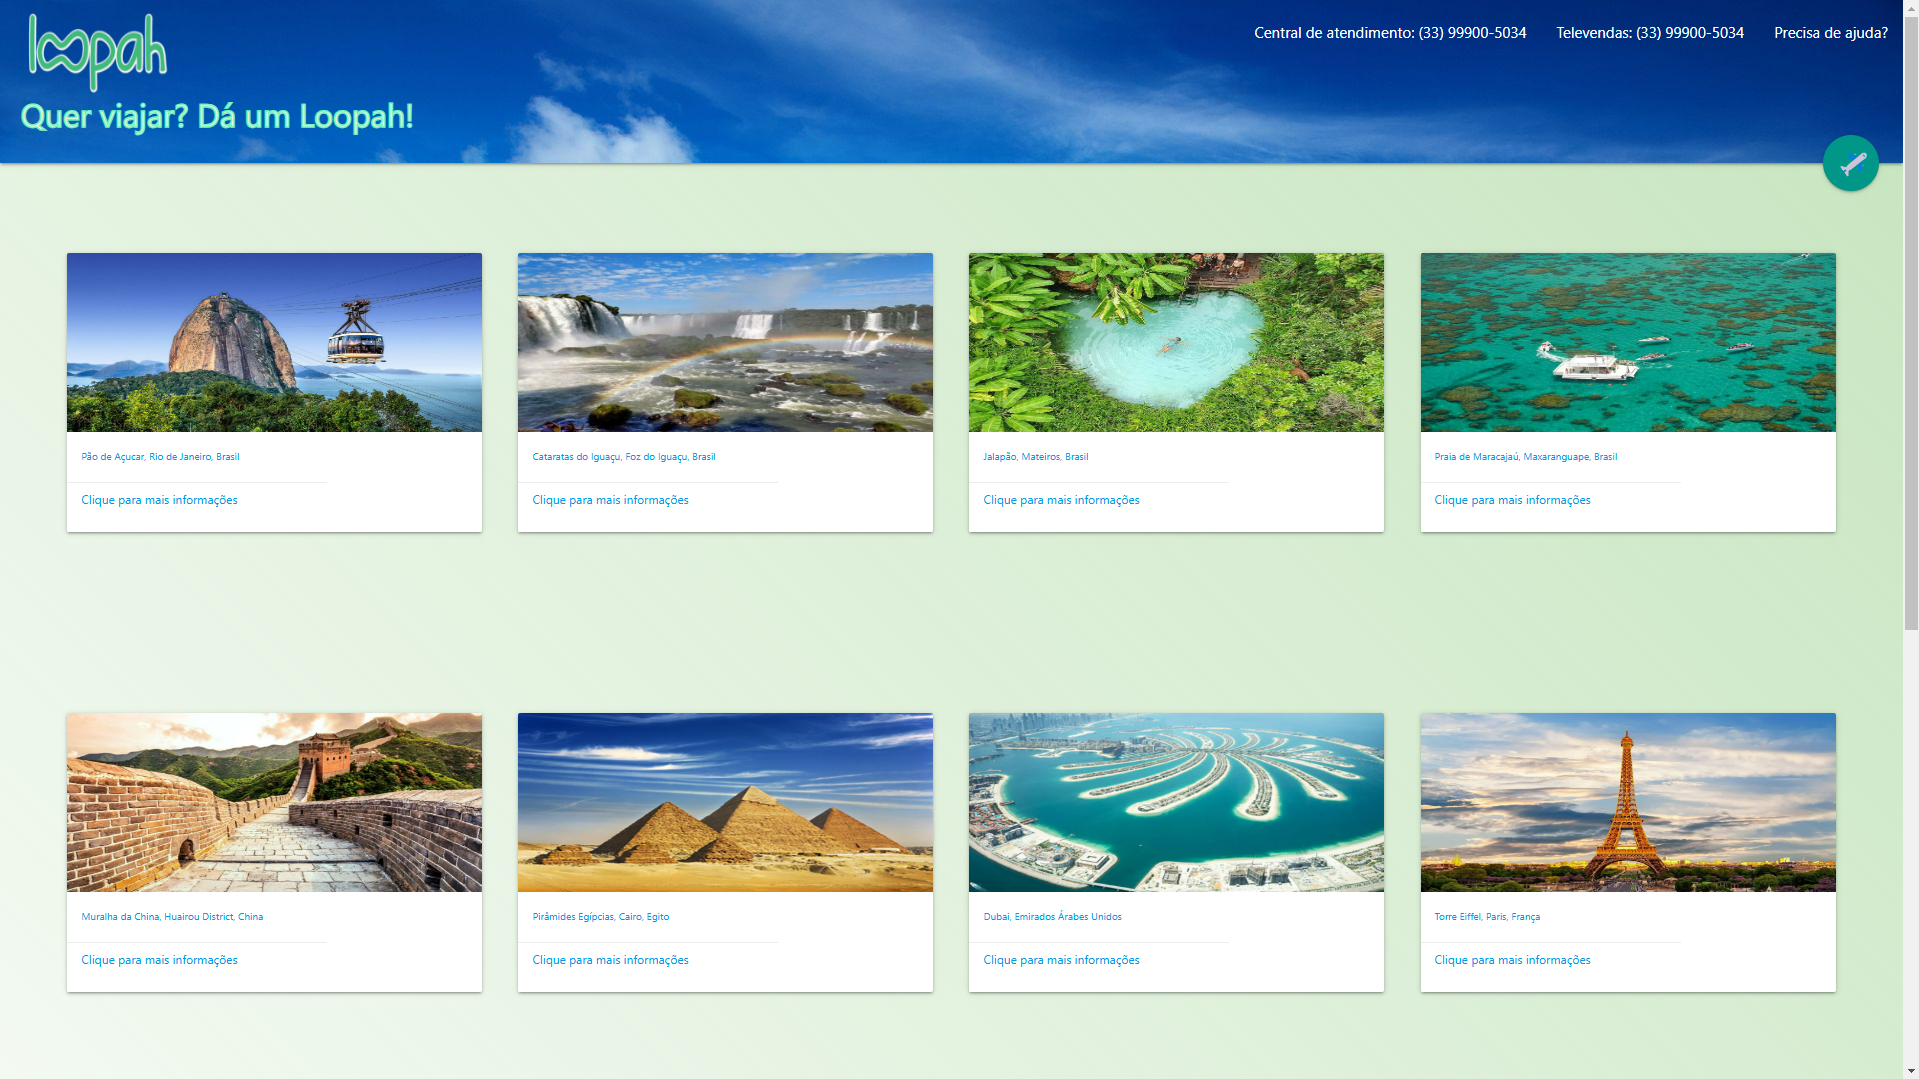 loopah
Central de atendimento: (33) 99900-5034 Televendas: (33) 99900-5034 Precisa de ajuda?
Quer viajar? Dá um Loopah!
Pão de Açucar, Rio de Janeiro, Brasil
Clique para mais informações
Cataratas do Iguaçu, Foz do Iguaçu, Brasil
Clique para mais informações
Jalapão, Mateiros, Brasil
Clique para mais informações
Praia de Maracajaú, Maxaranguape, Brasil
Clique para mais informações
Muralha da China, Huairou District, China
Clique para mais informações
Pirâmides Egípcias, Cairo, Egito
Clique para mais informações
Dubai, Emirados Árabes Unidos
Clique para mais informações
Torre Eiffel, Paris, França
Clique para mais informações